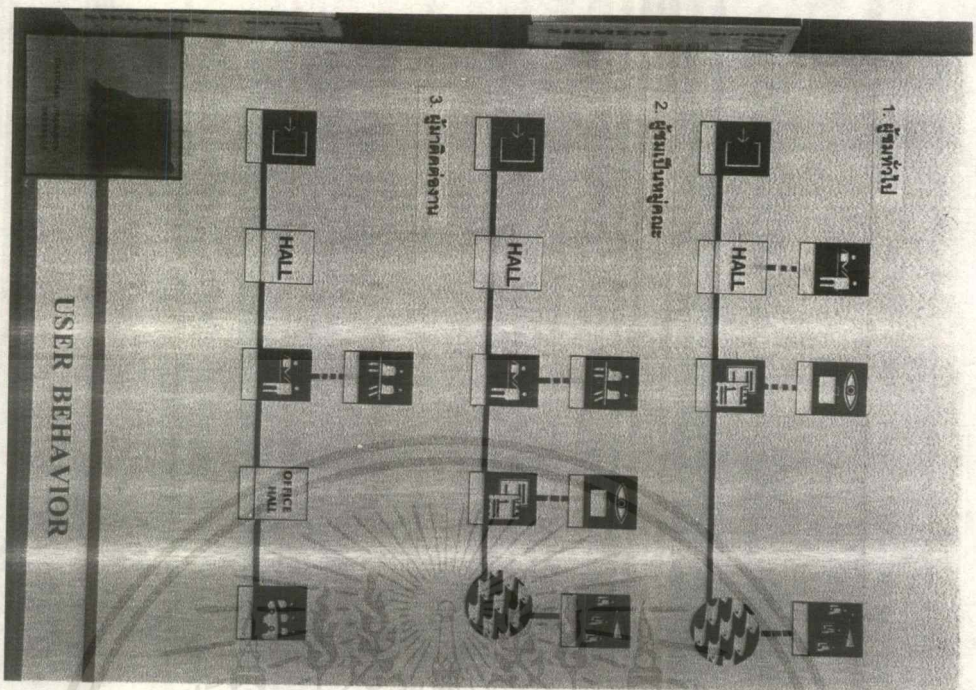 1. ผู้ชมทั่วไป
HALL
2. ผู้ชมเป็นหมู่คณะ
HALL
3. ผู้มาติดต่องาน
HALL
OFFICE
HALL
USER BEHAVIOR
SIEMENS
SIEMENS